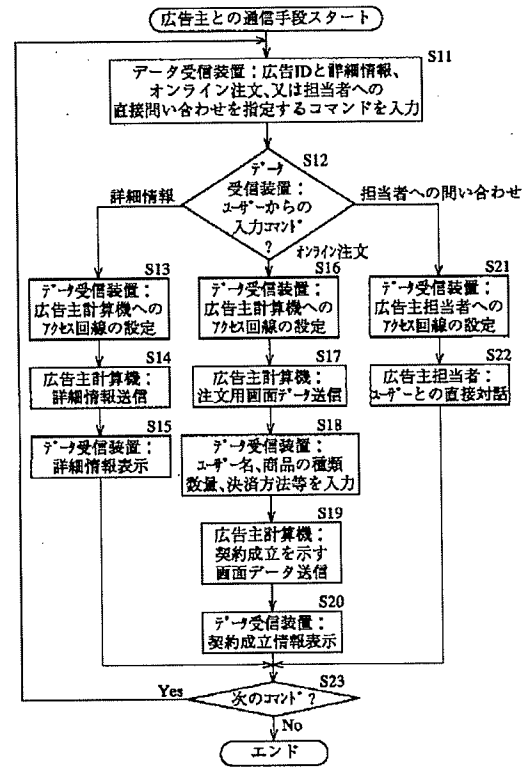 広告主との通信手段スタート
S11
データ受信装置：広告IDと詳細情報、
オンライン注文、又は担当者への
直接問い合わせを指定するコマンドを入力
S12
データ
受信装置：
ユーザーからの
入力コマンド
？
詳細情報
担当者への問い合わせ
オンライン注文
S13
データ受信装置：
広告主計算機への
アクセス回線の設定
S14
広告主計算機：
詳細情報送信
S15
データ受信装置：
詳細情報表示
S16
データ受信装置：
広告主計算機への
アクセス回線の設定
S17
広告主計算機：
注文用画面データ送信
S18
データ受信装置：
ユーザー名、商品の種類
数量、決済方法等を入力
S19
広告主計算機：
契約成立を示す
画面データ送信
S20
データ受信装置：
契約成立情報表示
S21
データ受信装置：
広告主担当者への
アクセス回線の設定
S22
広告主担当者：
ユーザーとの直接対話
S23
次のコマンド？
Yes
No
エンド